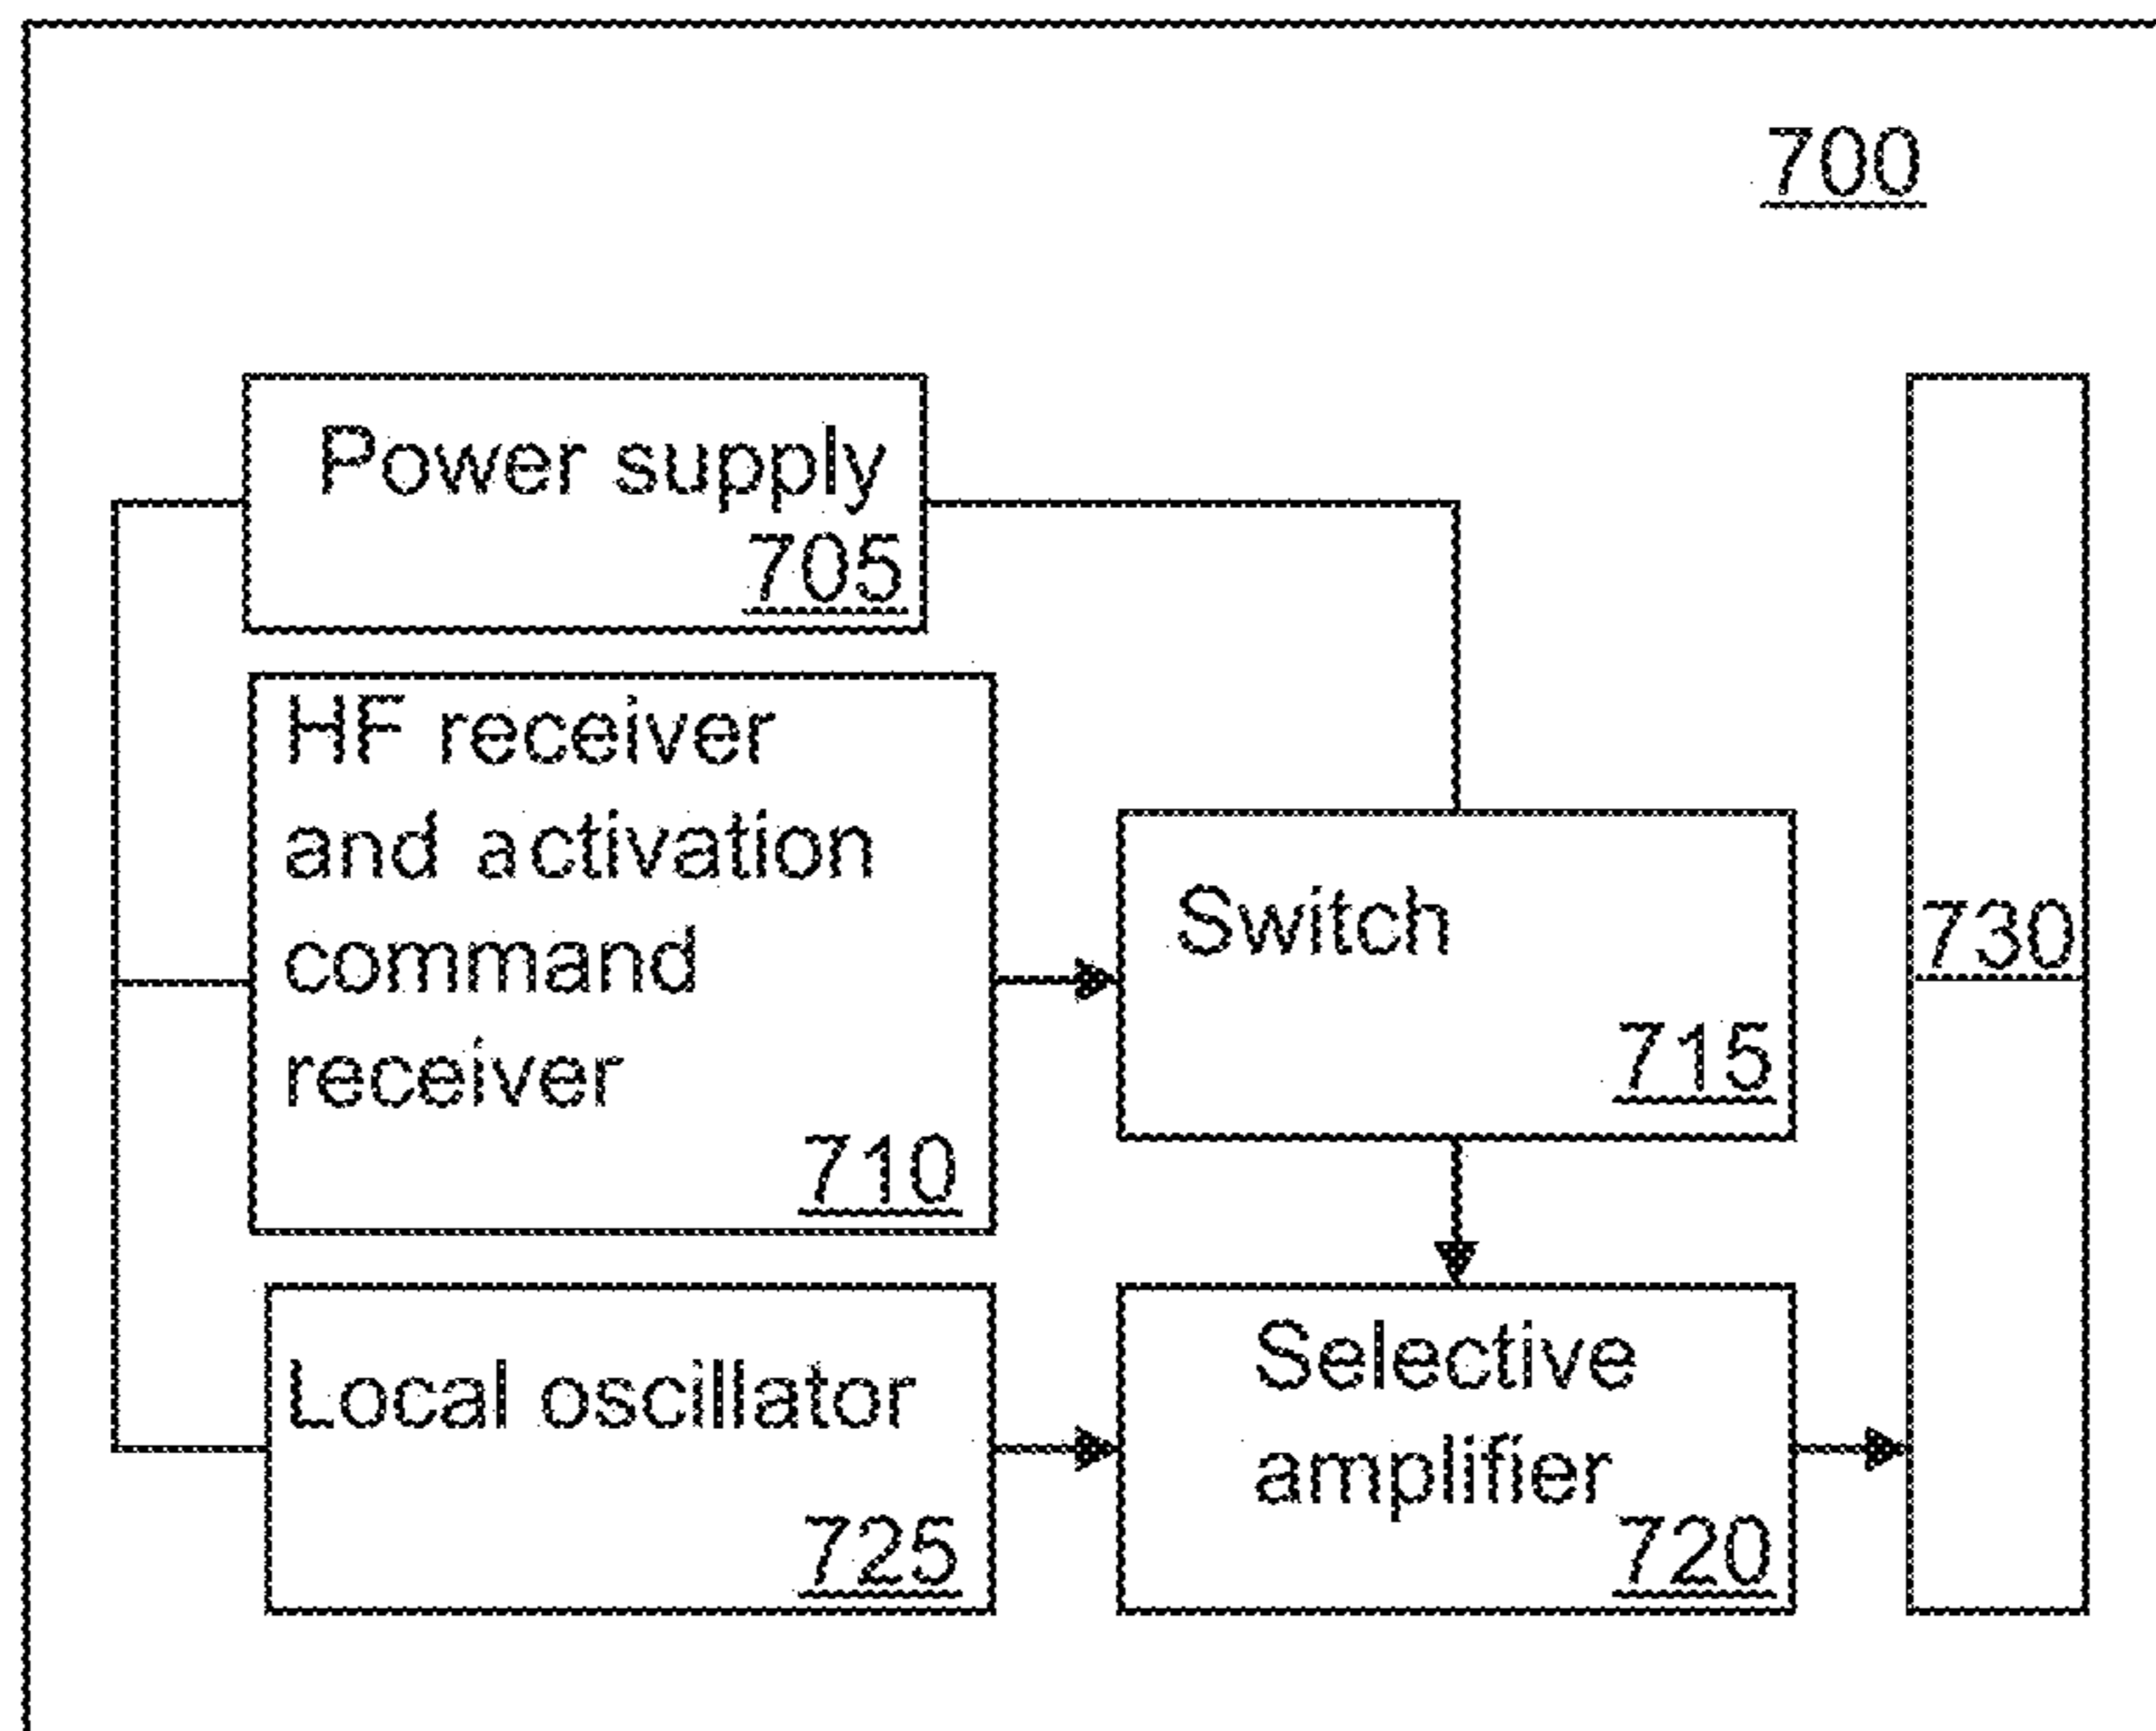 700
Power supply
705
HF receiver
and activation
command
receiver
710
Switch
715
730
Local oscillator
725
Selective
amplifier
720